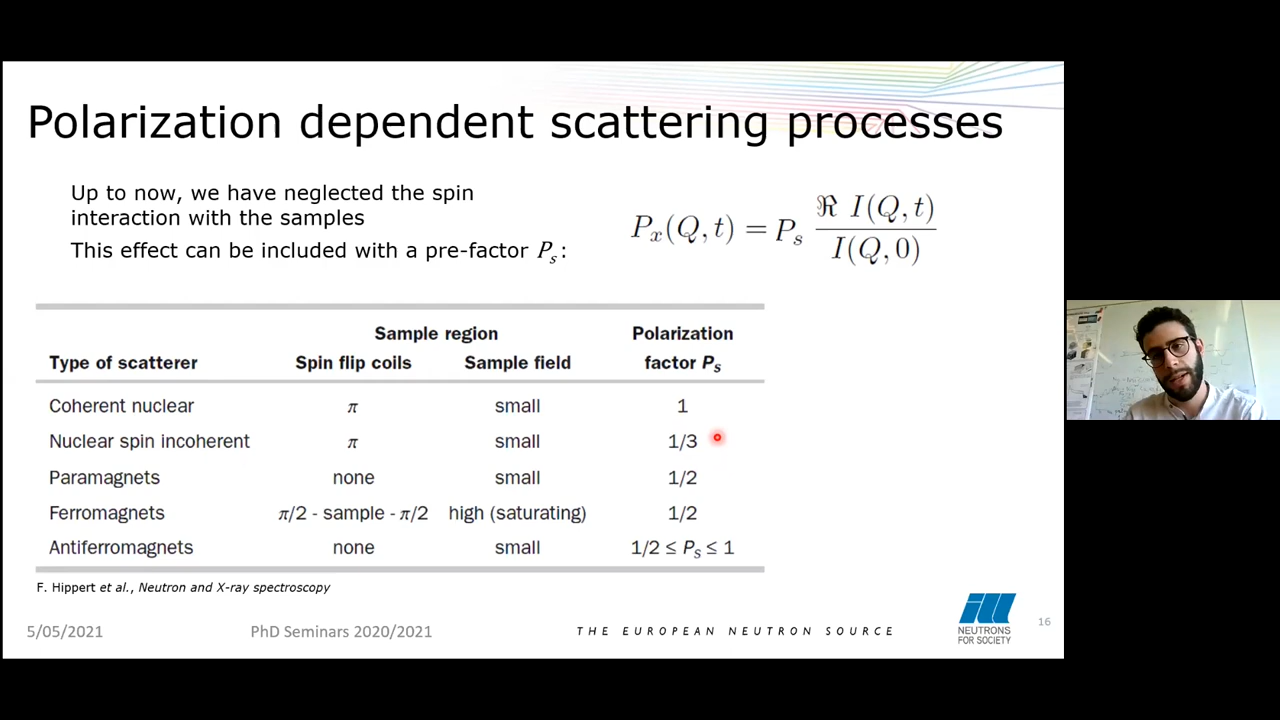 Polarization dependent scattering processes
Up to now, we have neglected the spin
interaction with the samples
This effect can be included with a pre-factor Pₛ:
Pₓ(Q, t) = Pₛ ℜ I(Q, t) / I(Q, 0)
Sample region Polarization
Type of scatterer Spin flip coils Sample field factor Pₛ
Coherent nuclear π small 1
Nuclear spin incoherent π small 1/3
Paramagnets none small 1/2
Ferromagnets π/2 - sample - π/2 high (saturating) 1/2
Antiferromagnets none small 1/2 ≤ Pₛ ≤ 1
F. Hippert et al., Neutron and X-ray spectroscopy
5/05/2021 PhD Seminars 2020/2021 THE EUROPEAN NEUTRON SOURCE
ill
NEUTRONS
FOR SOCIETY
16